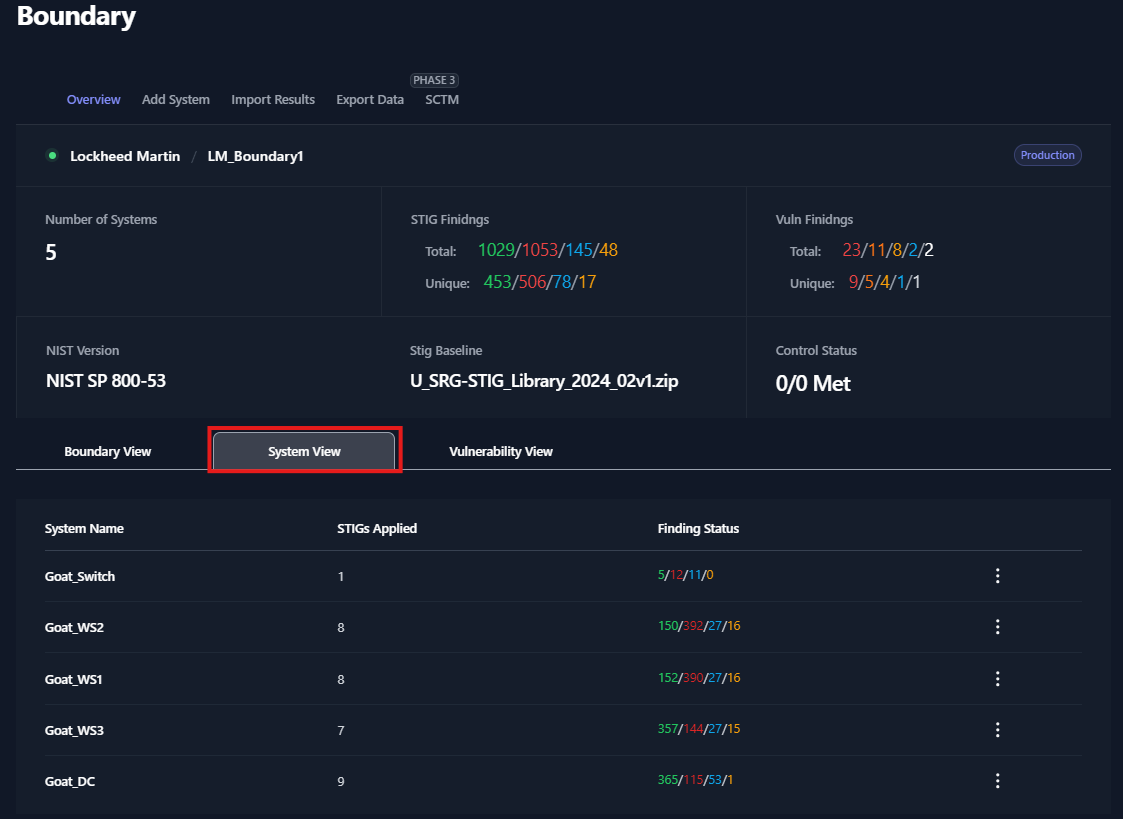 Boundary
PHASE 3
Overview Add System Import Results Export Data SCTM
Lockheed Martin / LM_Boundary1 Production
Number of Systems STIG Finidngs Vuln Finidngs
5 Total: 1029/1053/145/48 Total: 23/11/8/2/2
Unique: 453/506/78/17 Unique: 9/5/4/1/1
NIST Version Stig Baseline Control Status
NIST SP 800-53 U_SRG-STIG_Library_2024_02v1.zip 0/0 Met
Boundary View System View Vulnerability View
System Name STIGs Applied Finding Status
Goat_Switch 1 5/12/11/0
Goat_WS2 8 150/392/27/16
Goat_WS1 8 152/390/27/16
Goat_WS3 7 357/144/27/15
Goat_DC 9 365/115/53/1